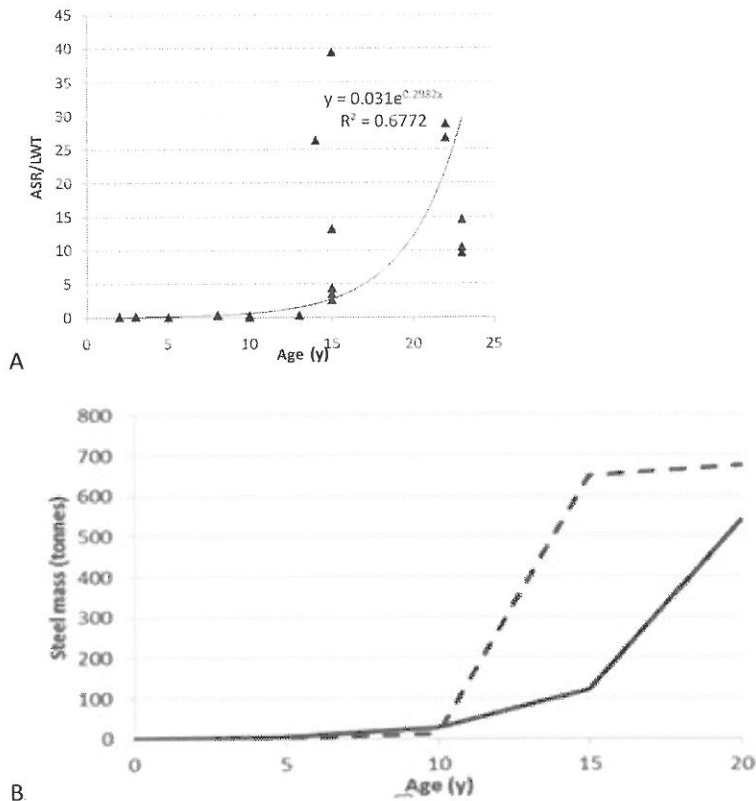 45
40
35
30
25
20
15
10
5
0
ASR/LWT
y = 0.031e^0.2982x
R² = 0.6772
0 5 10 15 20 25
Age (y)
A
800
700
600
500
400
300
200
100
0
Steel mass (tonnes)
0 5 10 15 20
Age (y)
B.